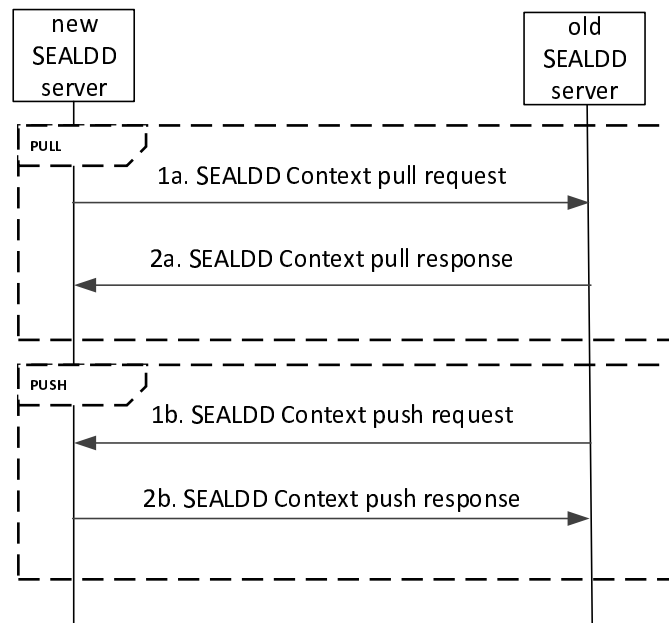 new
SEALDD
server
old
SEALDD
server
PULL
1a. SEALDD Context pull request
2a. SEALDD Context pull response
PUSH
1b. SEALDD Context push request
2b. SEALDD Context push response